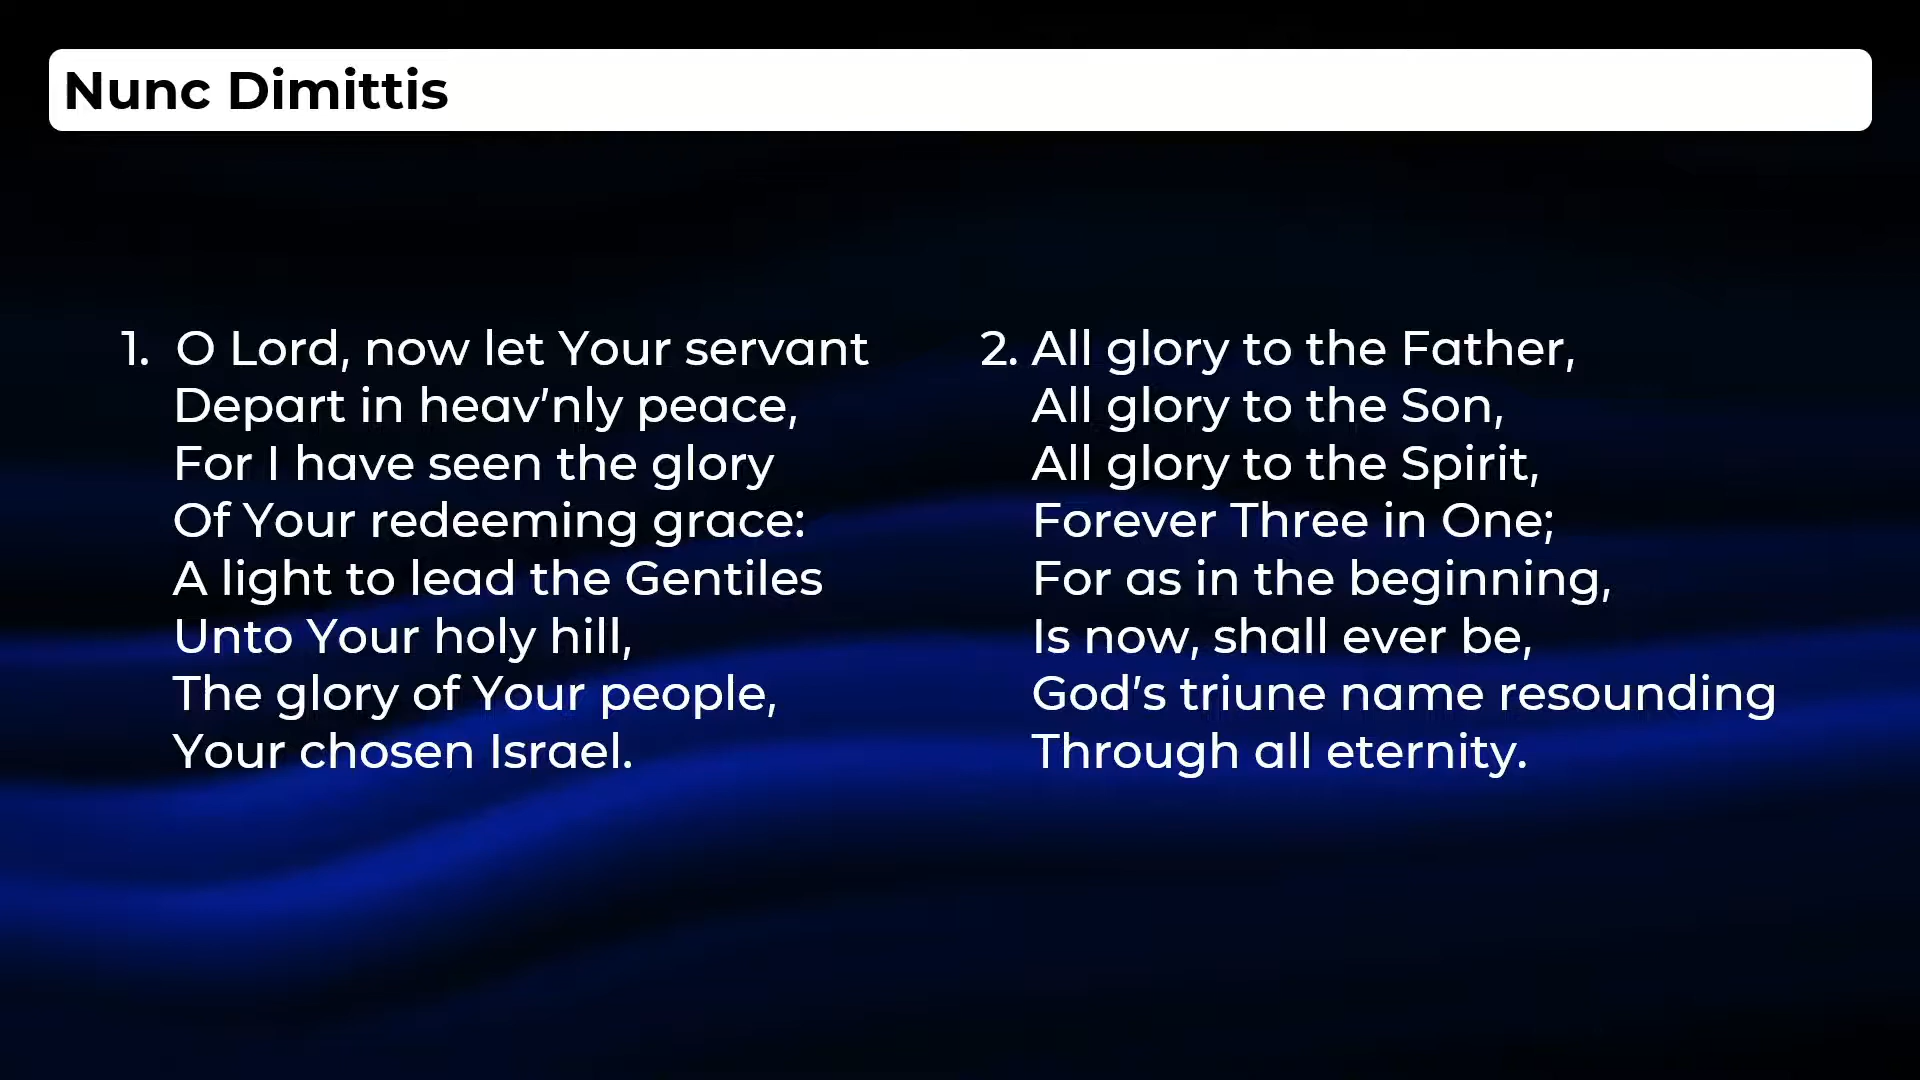 Nunc Dimittis
1. O Lord, now let Your servant
Depart in heav’nly peace,
For I have seen the glory
Of Your redeeming grace:
A light to lead the Gentiles
Unto Your holy hill,
The glory of Your people,
Your chosen Israel.
2. All glory to the Father,
All glory to the Son,
All glory to the Spirit,
Forever Three in One;
For as in the beginning,
Is now, shall ever be,
God’s triune name resounding
Through all eternity.